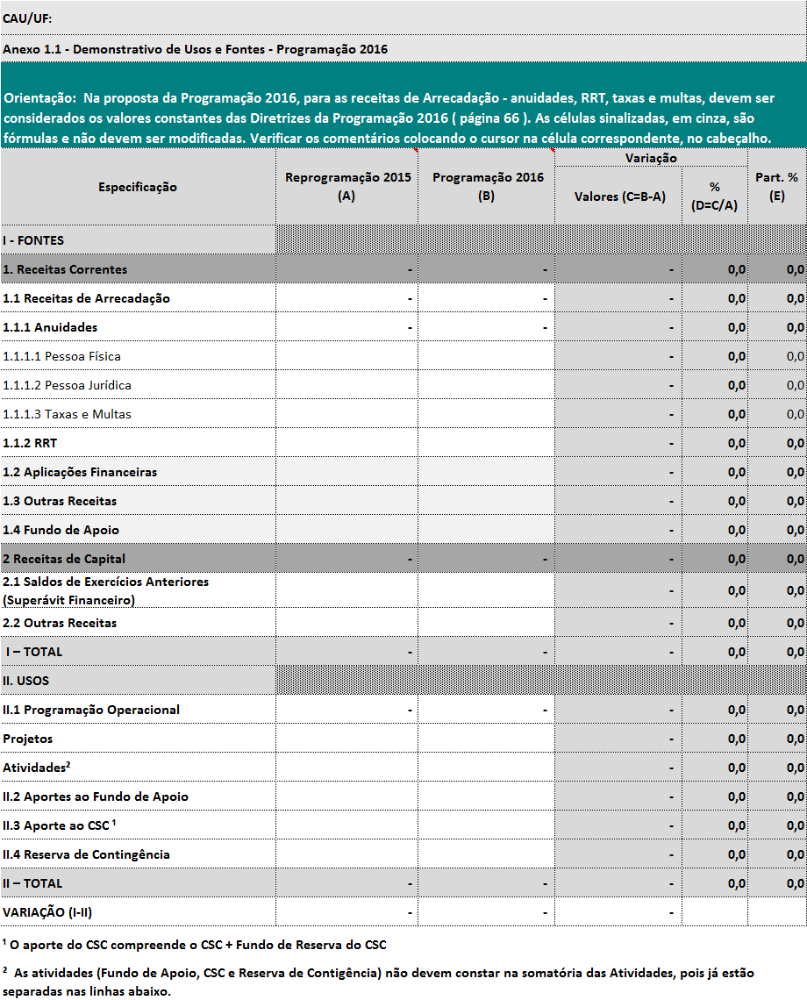 CAU/UF:
Anexo 1.1 - Demonstrativo de Usos e Fontes - Programação 2016
Orientação:  Na proposta da Programação 2016, para as receitas de Arrecadação - anuidades, RRT, taxas e multas, devem ser
considerados os valores constantes das Diretrizes da Programação 2016 ( página 66 ). As células sinalizadas, em cinza, são
fórmulas e não devem ser modificadas. Verificar os comentários colocando o cursor na célula correspondente, no cabeçalho.
Especificação Reprogramação 2015 (A) Programação 2016 (B) Variação Valores (C=B-A) % (D=C/A) Part. % (E)
I - FONTES
1. Receitas Correntes - - - 0,0 0,0
1.1 Receitas de Arrecadação - - - 0,0 0,0
1.1.1 Anuidades - - - 0,0 0,0
1.1.1.1 Pessoa Física - 0,0 0,0
1.1.1.2 Pessoa Jurídica - 0,0 0,0
1.1.1.3 Taxas e Multas - 0,0 0,0
1.1.2 RRT - 0,0 0,0
1.2 Aplicações Financeiras - 0,0 0,0
1.3 Outras Receitas - 0,0 0,0
1.4 Fundo de Apoio - 0,0 0,0
2 Receitas de Capital - - - 0,0 0,0
2.1 Saldos de Exercícios Anteriores
(Superávit Financeiro) - 0,0 0,0
2.2 Outras Receitas - 0,0 0,0
I – TOTAL - - - 0,0 0,0
II. USOS
II.1 Programação Operacional - - - 0,0 0,0
Projetos - 0,0 0,0
Atividades² - 0,0 0,0
II.2 Aportes ao Fundo de Apoio - 0,0 0,0
II.3 Aporte ao CSC ¹ - 0,0 0,0
II.4 Reserva de Contingência - 0,0 0,0
II – TOTAL - - - 0,0 0,0
VARIAÇÃO (I-II) - - -
¹ O aporte do CSC compreende o CSC + Fundo de Reserva do CSC
² As atividades (Fundo de Apoio, CSC e Reserva de Contigência) não devem constar na somatória das Atividades, pois já estão
separadas nas linhas abaixo.